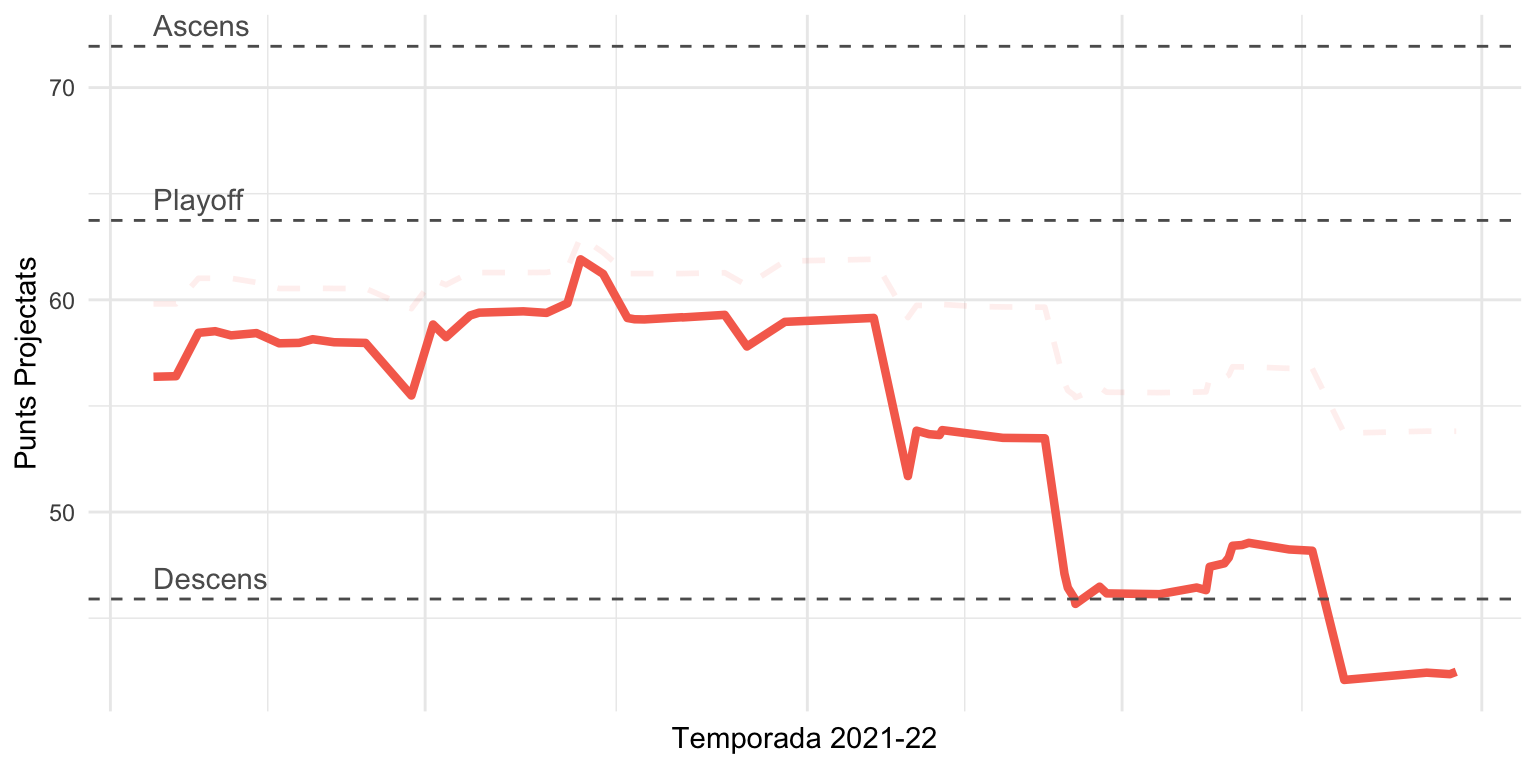 Ascens
70
Playoff
60
Punts Projectats
50
Descens
Temporada 2021-22